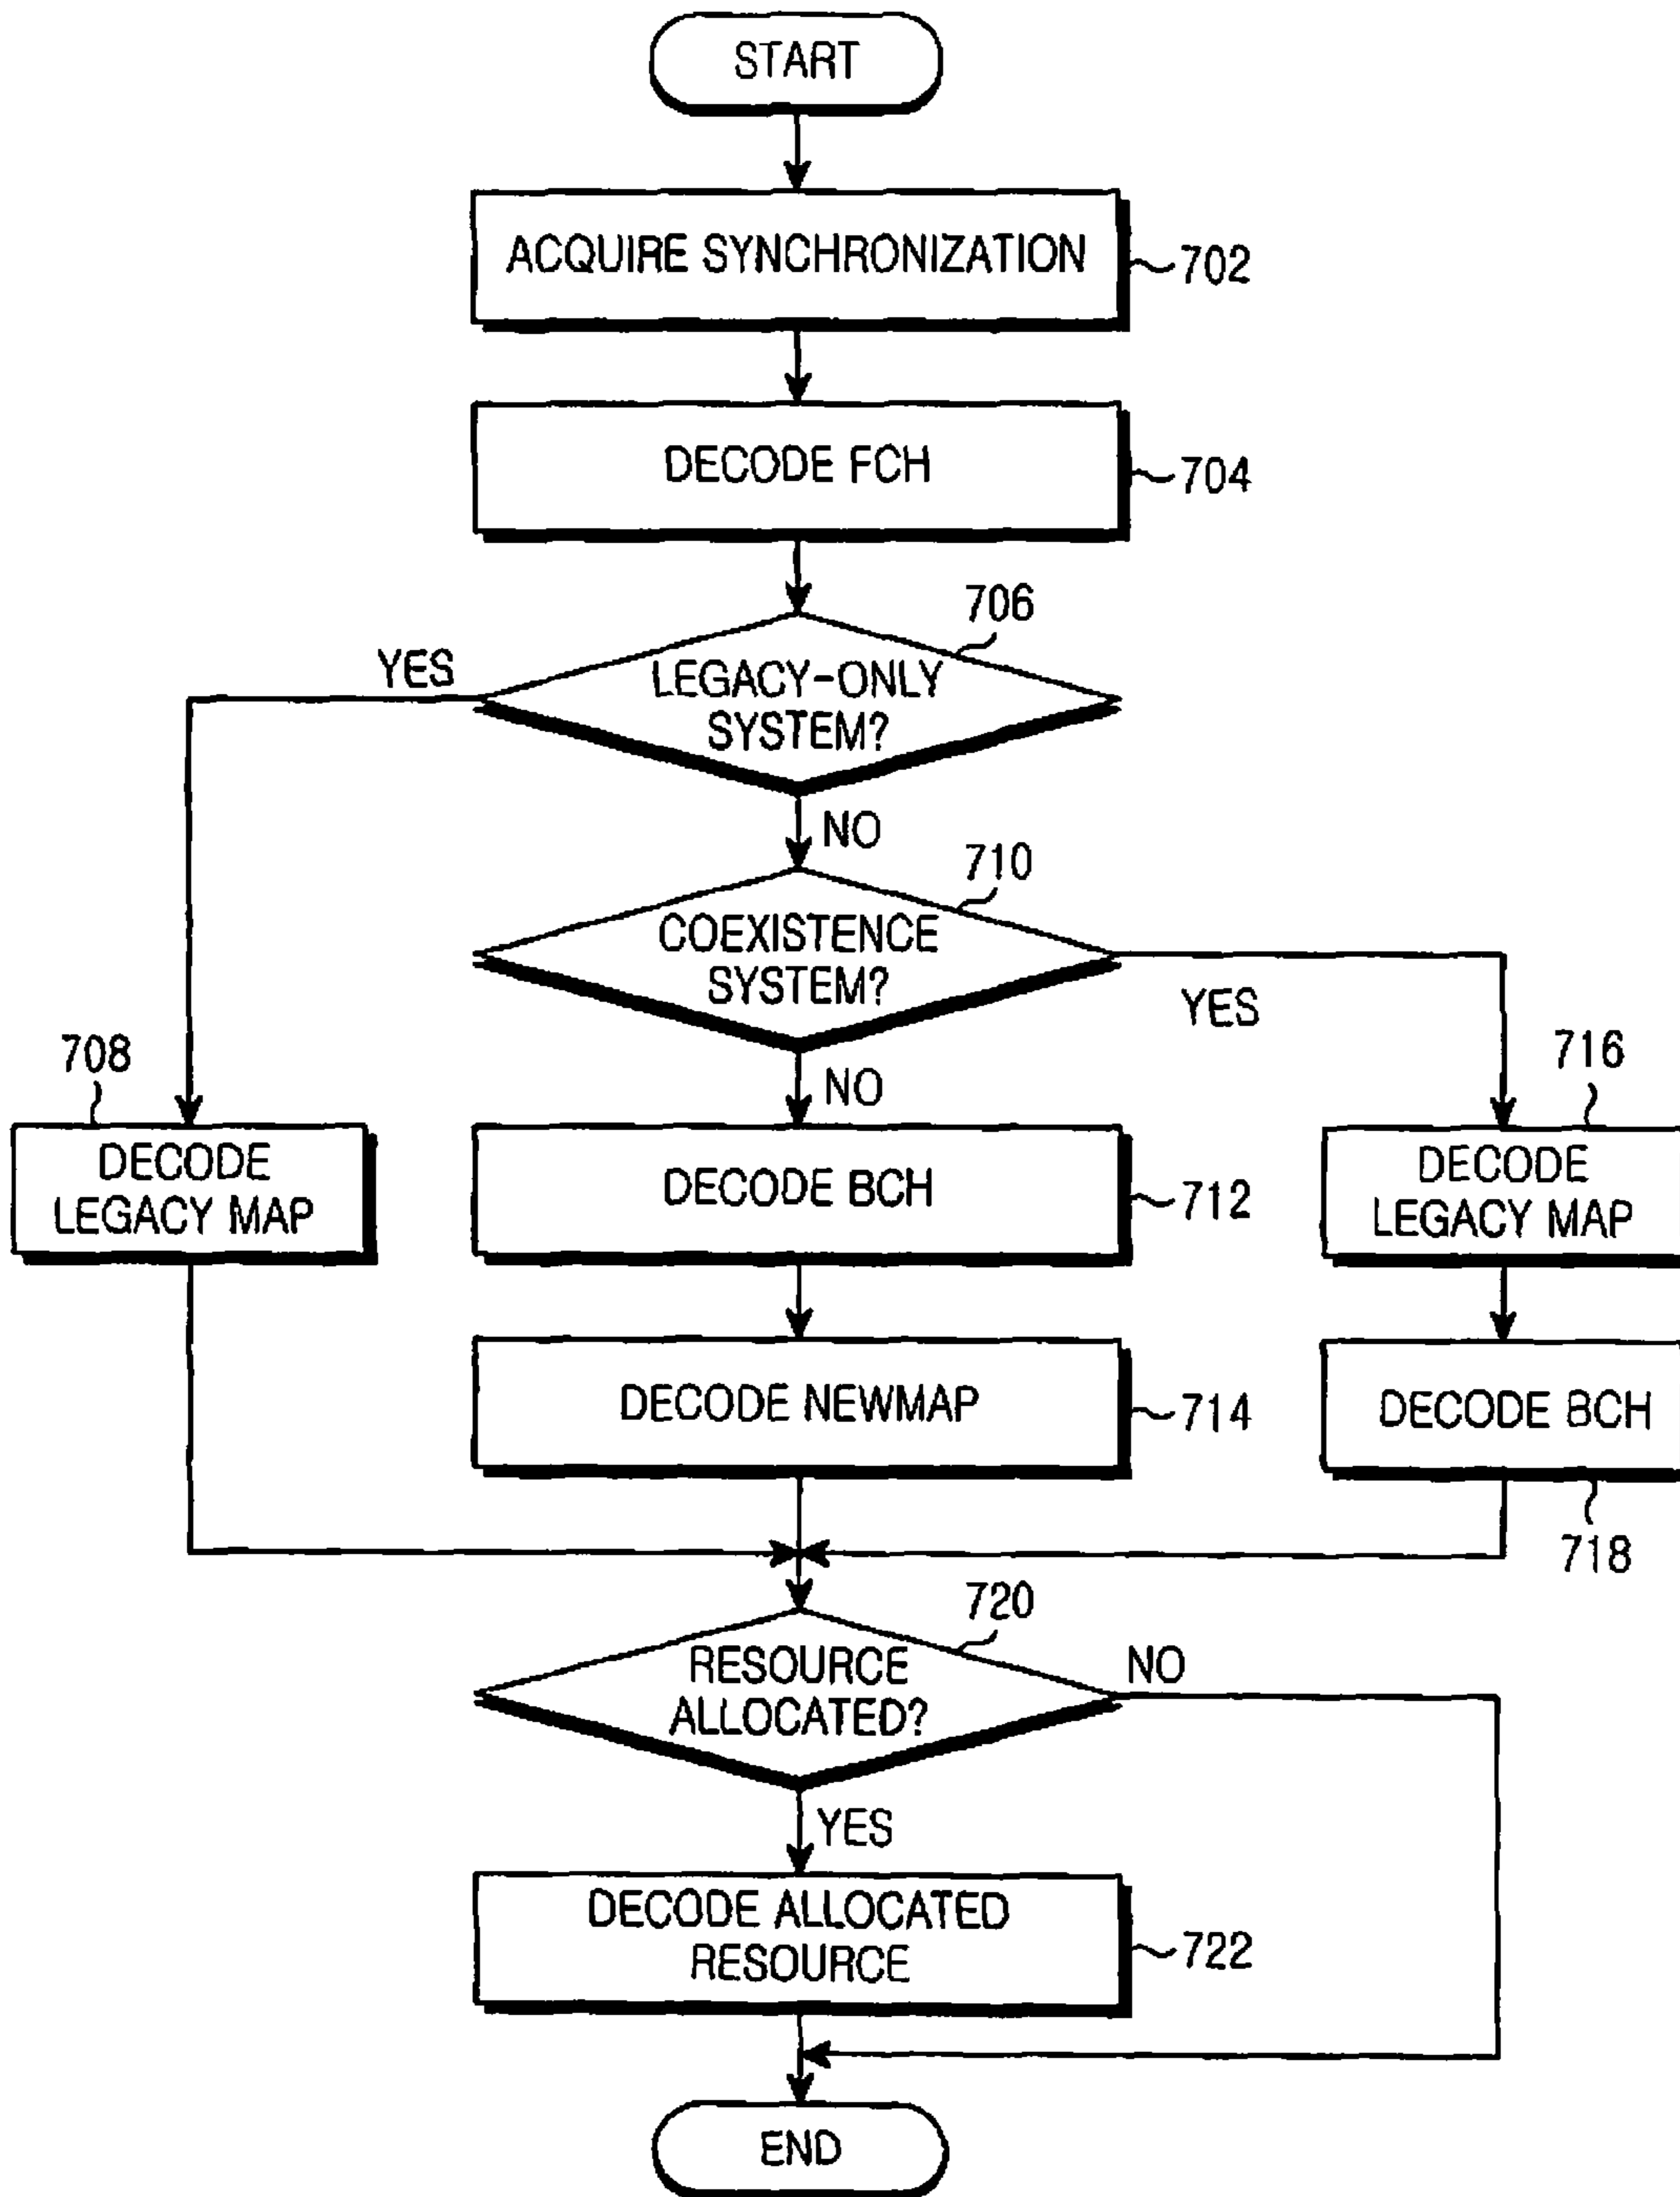 START
ACQUIRE SYNCHRONIZATION
702
DECODE FCH
704
706
YES
LEGACY-ONLY
SYSTEM?
NO
710
COEXISTENCE
SYSTEM?
YES
708
716
NO
DECODE
LEGACY MAP
DECODE BCH
712
DECODE
LEGACY MAP
DECODE NEWMAP
714
DECODE BCH
718
720
RESOURCE
ALLOCATED?
NO
YES
DECODE ALLOCATED
RESOURCE
722
END